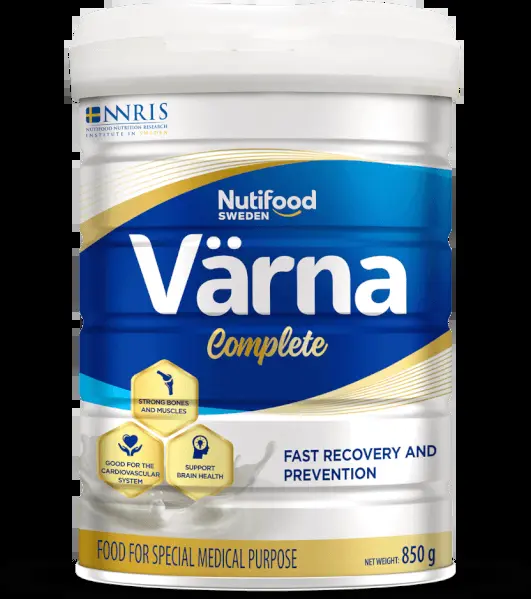 NNRIS
NUTIFOOD NUTRITION RESEARCH
INSTITUTE IN SWEDEN
Nutifood
SWEDEN
Värna
Complete
STRONG BONES
AND MUSCLES
GOOD FOR THE
CARDIOVASCULAR
SYSTEM
SUPPORT
BRAIN HEALTH
FAST RECOVERY AND
PREVENTION
FOOD FOR SPECIAL MEDICAL PURPOSE
NET WEIGHT: 850 g